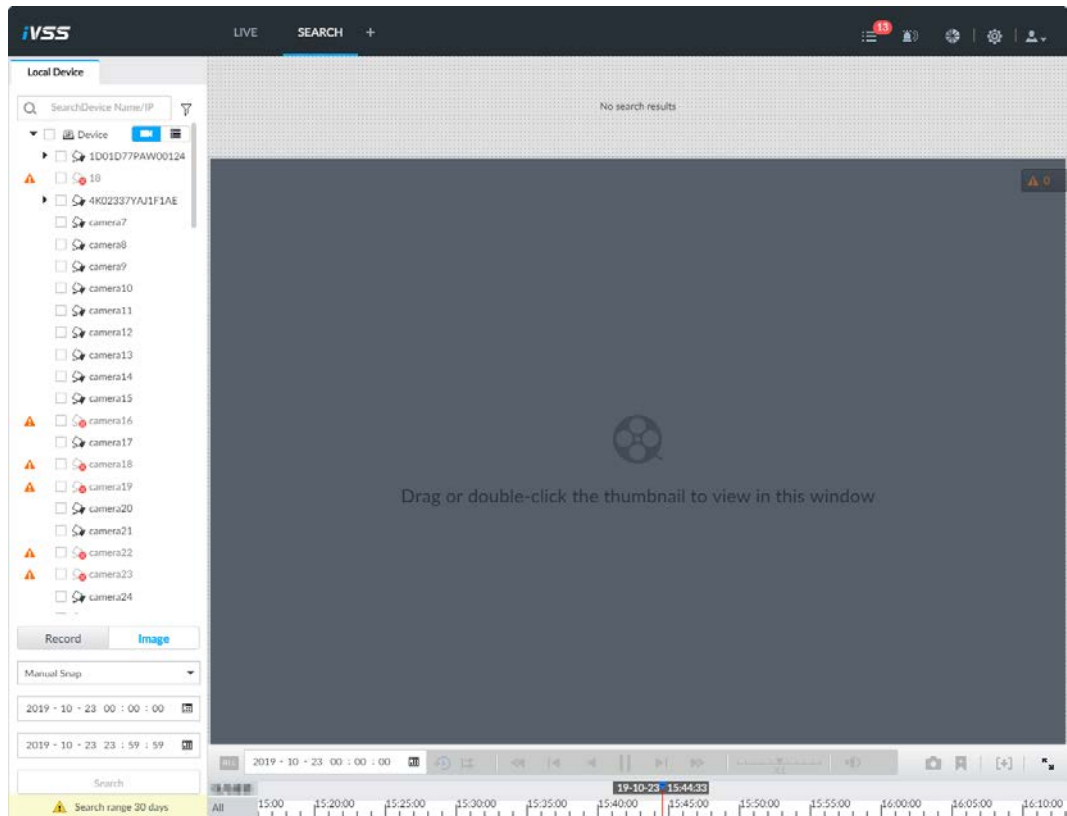 iVSS
LIVE SEARCH +
13
Local Device
SearchDevice Name/IP
No search results
Device
1D01D77PAW00124
18
0
4K02337YAJ1F1AE
camera7
camera8
camera9
camera10
camera11
camera12
camera13
camera14
camera15
camera16
camera17
camera18
camera19
Drag or double-click the thumbnail to view in this window
camera20
camera21
camera22
camera23
camera24
Record Image
Manual Snap
2019 - 10 - 23 00 : 00 : 00
2019 - 10 - 23 23 : 59 : 59
2019 - 10 - 23 00 : 00 : 00
Search
19-10-23 15:44:33
Search range 30 days
All 15:00 15:20:00 15:25:00 15:30:00 15:35:00 15:40:00 15:45:00 15:50:00 15:55:00 16:00:00 16:05:00 16:10:00